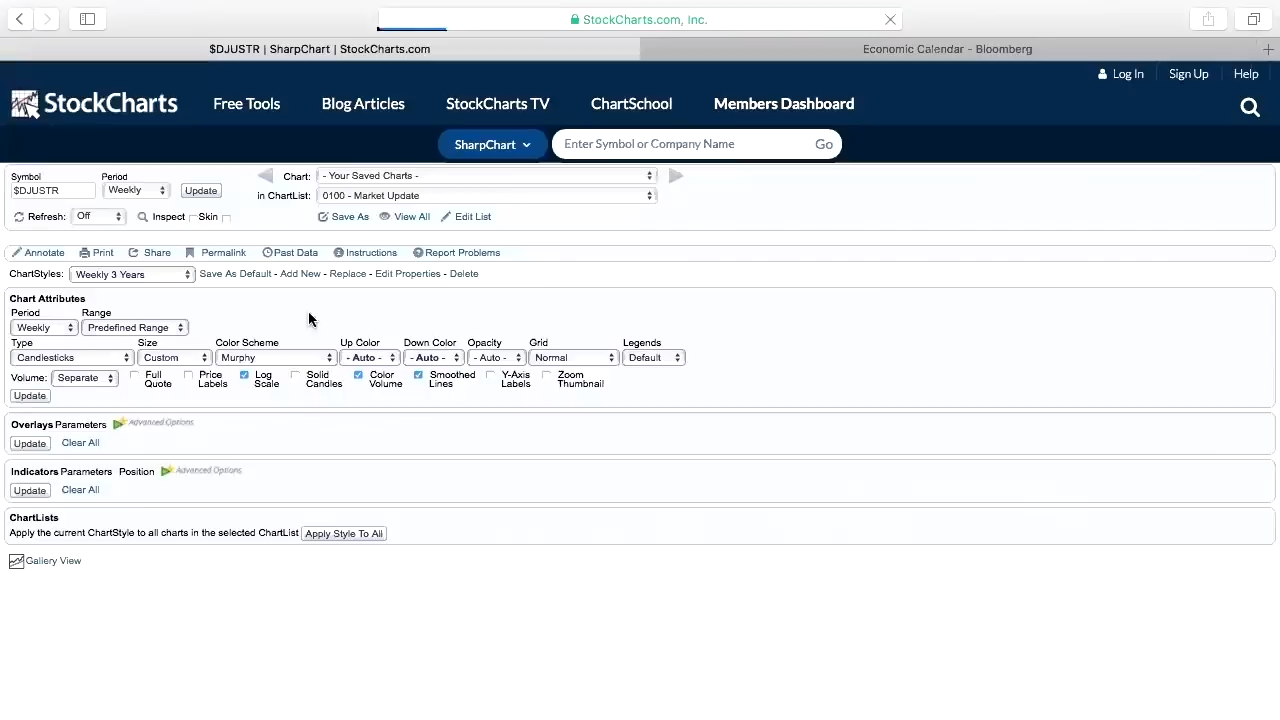 StockCharts.com, Inc.
$DJUSTR | SharpChart | StockCharts.com Economic Calendar - Bloomberg
Log In Sign Up Help
StockCharts Free Tools Blog Articles StockCharts TV ChartSchool Members Dashboard
SharpChart Enter Symbol or Company Name Go
Symbol Period Chart: - Your Saved Charts -
$DJUSTR Weekly Update in ChartList: 0100 - Market Update
Refresh: Off Inspect Skin Save As View All Edit List
Annotate Print Share Permalink Past Data Instructions Report Problems
ChartStyles: Weekly 3 Years Save As Default - Add New - Replace - Edit Properties - Delete
Chart Attributes
Period Range
Weekly Predefined Range
Type Size Color Scheme Up Color Down Color Opacity Grid Legends
Candlesticks Custom Murphy - Auto - - Auto - - Auto - Normal Default
Volume: Separate Full Quote Price Labels Log Scale Solid Candles Color Volume Smoothed Lines Y-Axis Labels Zoom Thumbnail
Update
Overlays Parameters Advanced Options
Update Clear All
Indicators Parameters Position Advanced Options
Update Clear All
ChartLists
Apply the current ChartStyle to all charts in the selected ChartList Apply Style To All
Gallery View